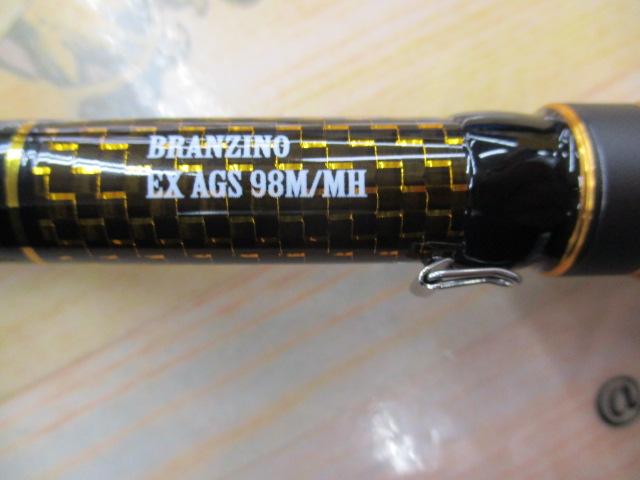 BRANZINO
EX AGS 98M/MH
@